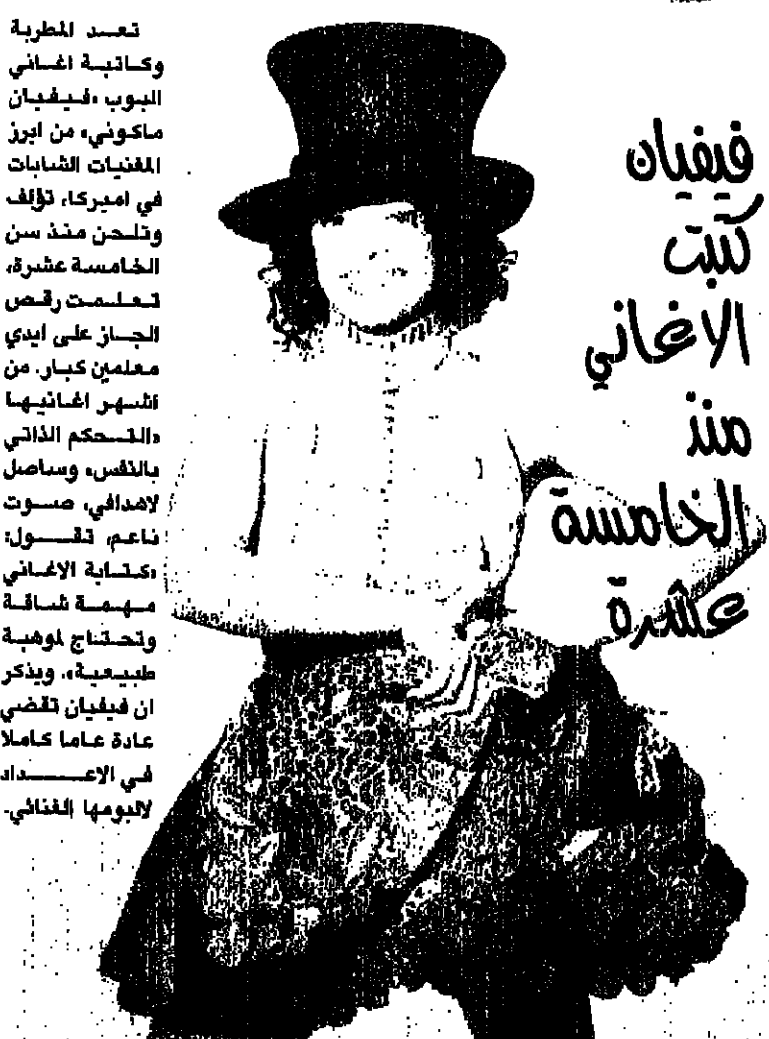 فيفيان
كتبت
الاغاني
منذ
الخامسة
عشرة
تعد المطربة
وكاتبة اغاني
البوب «فيفيان
ماكوني» من ابرز
المغنيات الشابات
في اميركا، تؤلف
وتلحن منذ سن
الخامسة عشرة،
تعلمت رقص
الجاز على ايدي
معلمين كبار. من
اشهر اغانيها
«التحكم الذاتي
بالنفس، وساصل
لاهدافي، صوت
ناعم، تقول:
«كتابة الاغاني
مهمة شاقة
وتحتاج لموهبة
طبيعية»، ويذكر
ان فيفيان تقضي
عادة عاما كاملا
في الاعداد
لالبومها الغنائي.